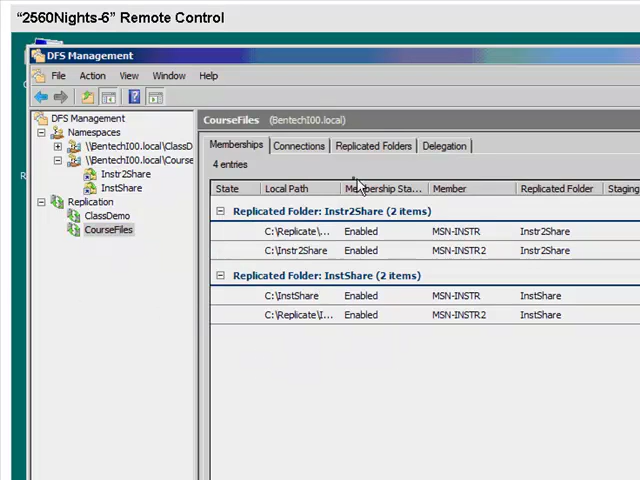 “2560Nights-6” Remote Control
DFS Management
File Action View Window Help
DFS Management
Namespaces
\\BentechI00.local\ClassD
\\BentechI00.local\Course
Instr2Share
InstShare
Replication
ClassDemo
CourseFiles
CourseFiles (BentechI00.local)
Memberships Connections Replicated Folders Delegation
4 entries
State Local Path Membership Sta... Member Replicated Folder Staging
Replicated Folder: Instr2Share (2 items)
C:\Replicate\... Enabled MSN-INSTR Instr2Share
C:\Instr2Share Enabled MSN-INSTR2 Instr2Share
Replicated Folder: InstShare (2 items)
C:\InstShare Enabled MSN-INSTR InstShare
C:\Replicate\I... Enabled MSN-INSTR2 InstShare